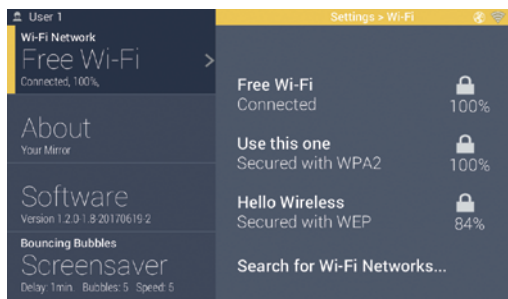 User 1
Settings > Wi-Fi
Wi-Fi Network
Free Wi-Fi
>
Connected, 100%,
About
Your Mirror
Software
Version 1.2.0-1.8-20170619-2
Bouncing Bubbles
Screensaver
Delay: 1min Bubbles: 5 Speed: 5
Free Wi-Fi
Connected
100%
Use this one
Secured with WPA2
100%
Hello Wireless
Secured with WEP
84%
Search for Wi-Fi Networks...